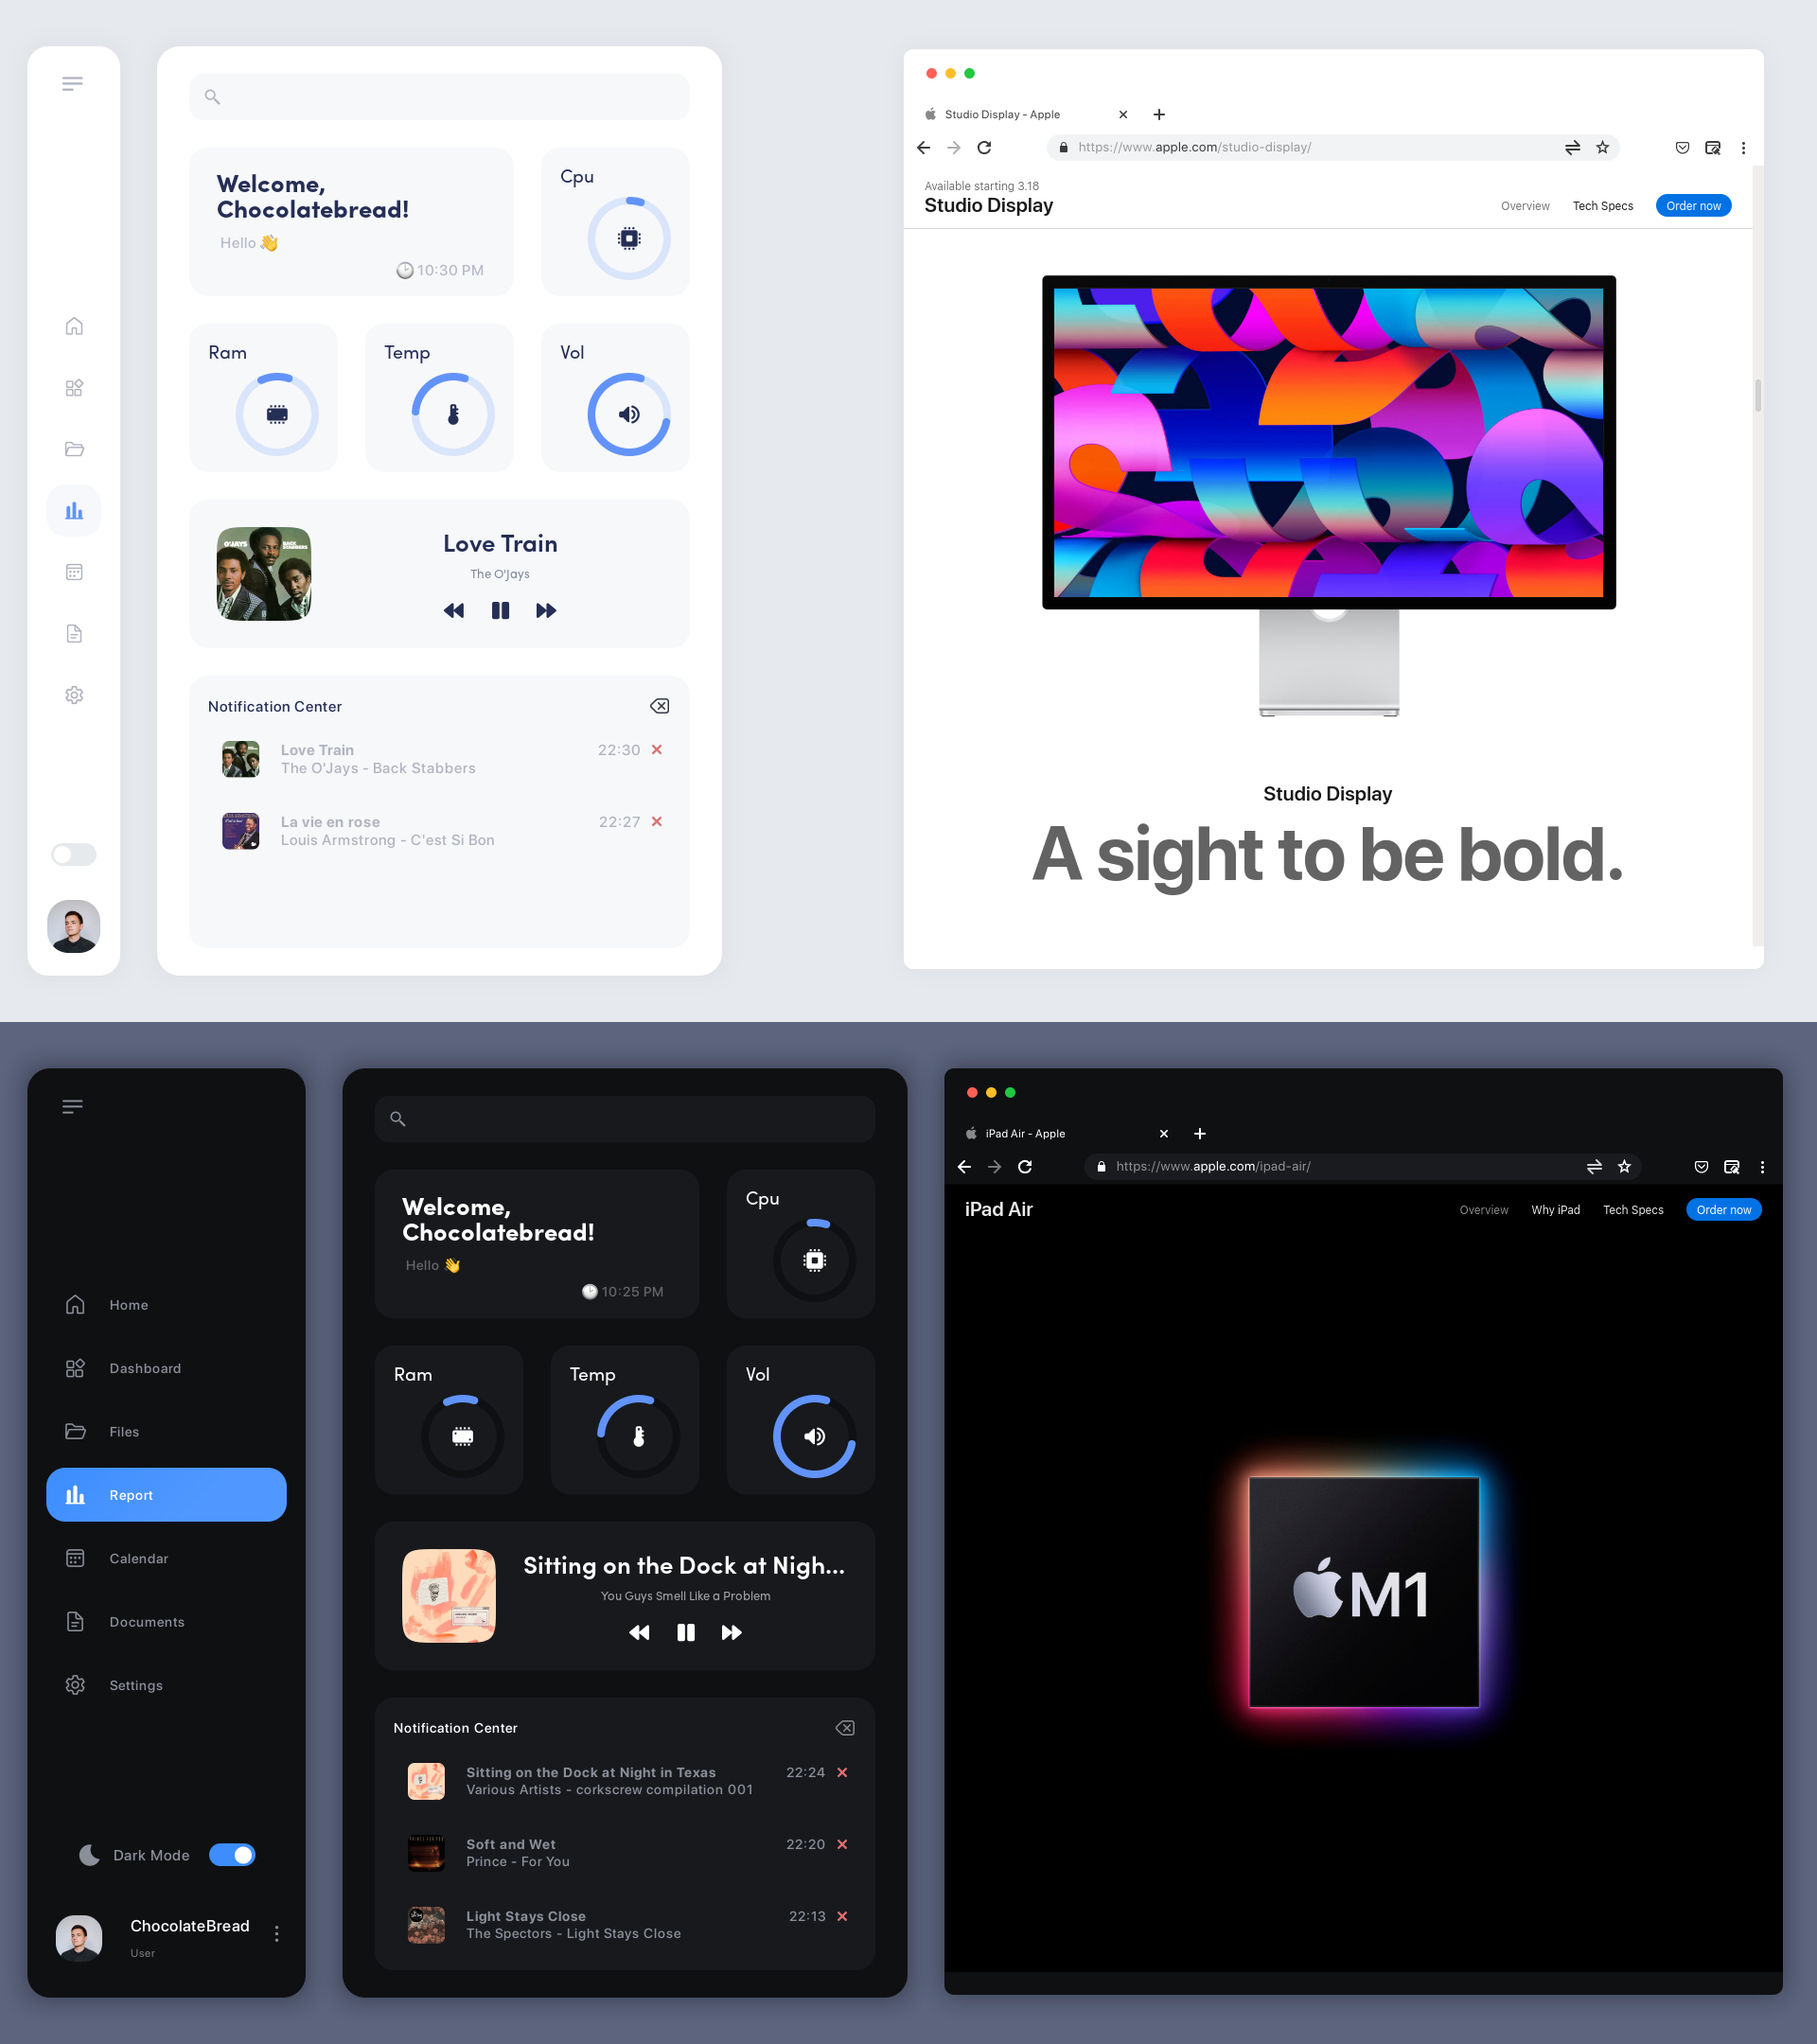 Welcome,
Chocolatebread!
Hello 👋
🕑 10:30 PM
Cpu
Ram
Temp
Vol
O'JAYS
BACK STABBERS
Love Train
The O'Jays
Notification Center
Love Train
22:30
The O'Jays - Back Stabbers
La vie en rose
22:27
Louis Armstrong - C'est Si Bon
Studio Display - Apple
https://www.apple.com/studio-display/
Available starting 3.18
Studio Display
Overview
Tech Specs
Order now
Studio Display
A sight to be bold.
Home
Dashboard
Files
Report
Calendar
Documents
Settings
Dark Mode
ChocolateBread
User
Welcome,
Chocolatebread!
Hello 👋
🕑 10:25 PM
Cpu
Ram
Temp
Vol
Sitting on the Dock at Nigh...
You Guys Smell Like a Problem
Notification Center
Sitting on the Dock at Night in Texas
22:24
Various Artists - corkscrew compilation 001
Soft and Wet
22:20
Prince - For You
Light Stays Close
22:13
The Spectors - Light Stays Close
iPad Air - Apple
https://www.apple.com/ipad-air/
iPad Air
Overview
Why iPad
Tech Specs
Order now
M1